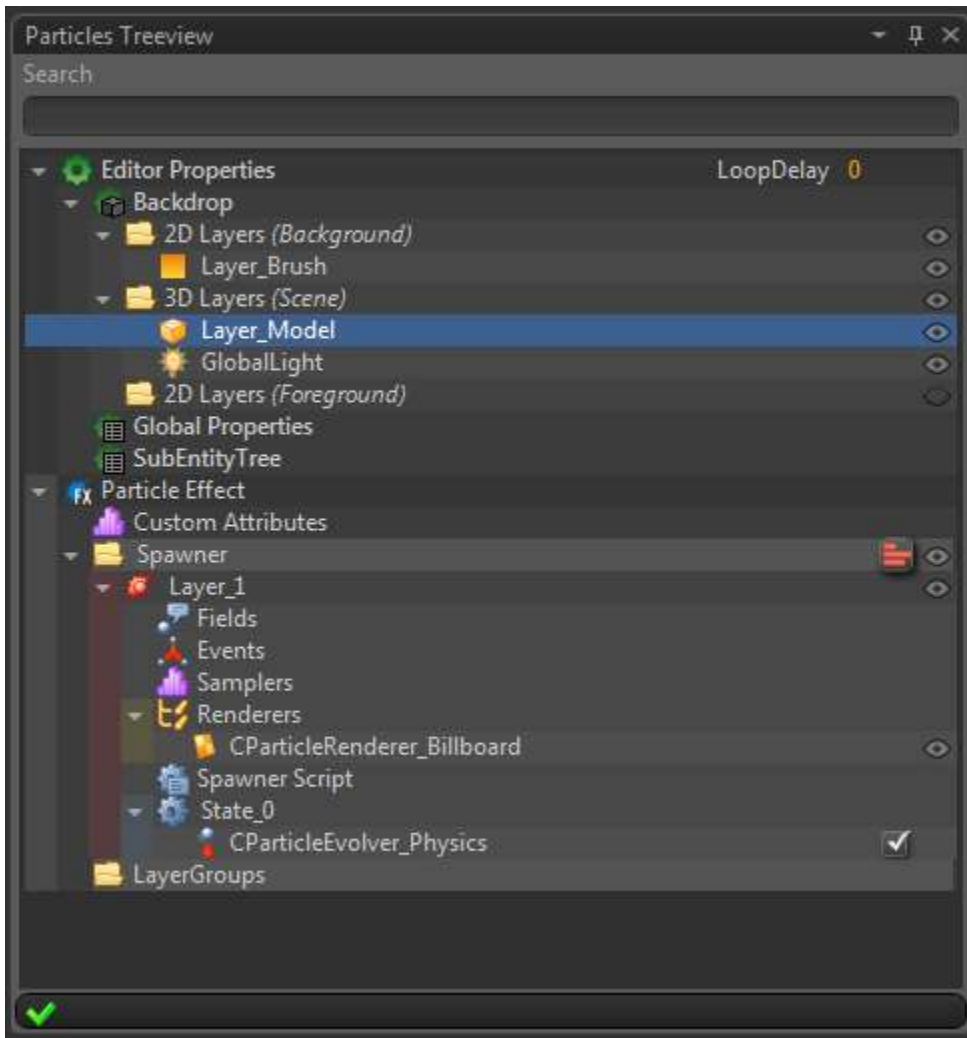 Particles Treeview
Search
Editor Properties LoopDelay 0
Backdrop
2D Layers (Background)
Layer_Brush
3D Layers (Scene)
Layer_Model
GlobalLight
2D Layers (Foreground)
Global Properties
SubEntityTree
FX Particle Effect
Custom Attributes
Spawner
Layer_1
Fields
Events
Samplers
Renderers
CParticleRenderer_Billboard
Spawner Script
State_0
CParticleEvolver_Physics
LayerGroups